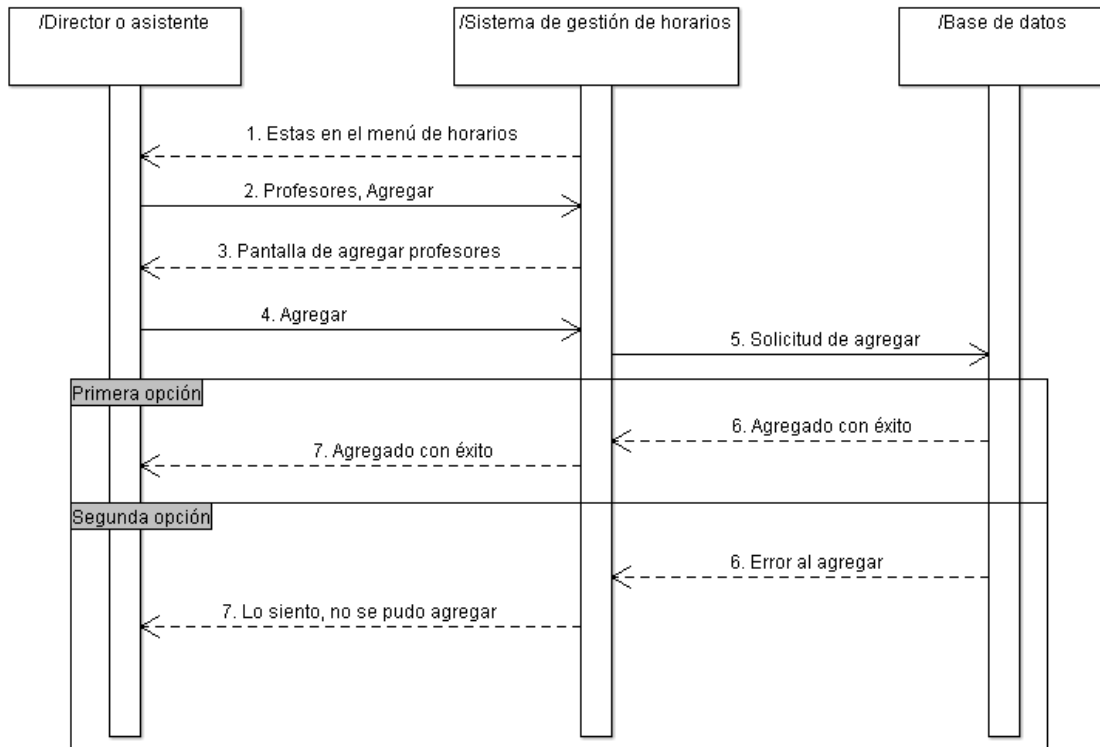 /Director o asistente
/Sistema de gestión de horarios
/Base de datos
1. Estas en el menú de horarios
2. Profesores, Agregar
3. Pantalla de agregar profesores
4. Agregar
5. Solicitud de agregar
Primera opción
6. Agregado con éxito
7. Agregado con éxito
Segunda opción
6. Error al agregar
7. Lo siento, no se pudo agregar